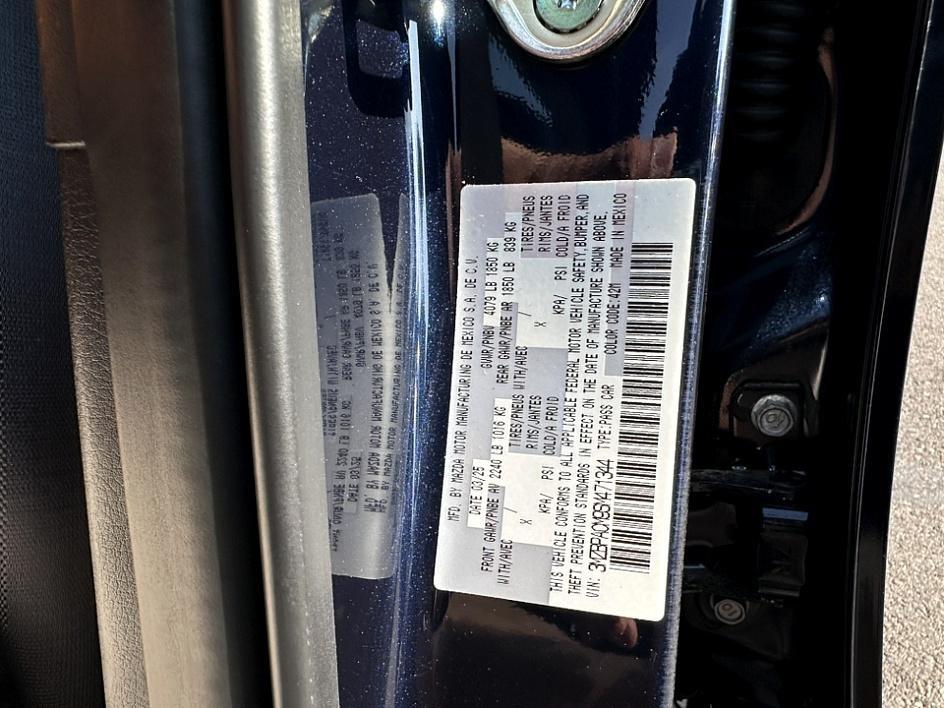 MFD. BY MAZDA MOTOR MANUFACTURING DE MEXICO S.A. DE C.V.
DATE 03/25 GVWR/PNBV 4079 LB 1850 KG
FRONT GAWR/PNBE AV 2240 LB 1016 KG REAR GAWR/PNBE AR 1850 LB 839 KG
WITH/AVEC / TIRES/PNEUS WITH/AVEC / TIRES/PNEUS
X RIMS/JANTES X RIMS/JANTES
KPA/ PSI COLD/A FROID KPA/ PSI COLD/A FROID
THIS VEHICLE CONFORMS TO ALL APPLICABLE FEDERAL MOTOR VEHICLE SAFETY, BUMPER, AND
THEFT PREVENTION STANDARDS IN EFFECT ON THE DATE OF MANUFACTURE SHOWN ABOVE.
VIN: TYPE:PASS CAR COLOR CODE:42M MADE IN MEXICO